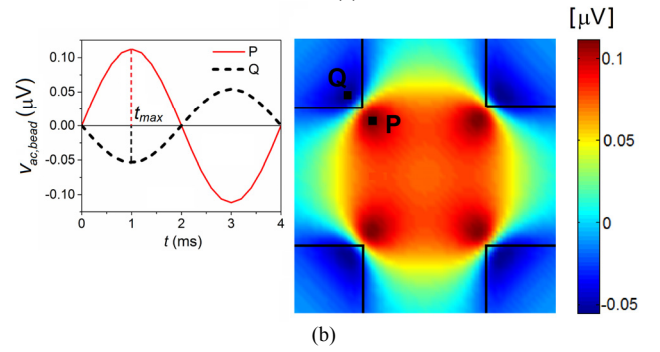 [μV]
P
Q
V_ac,bead (μV)
0.10
0.05
0.00
-0.05
-0.10
t_max
0 1 2 3 4
t (ms)
Q
P
0.1
0.05
0
-0.05
(b)